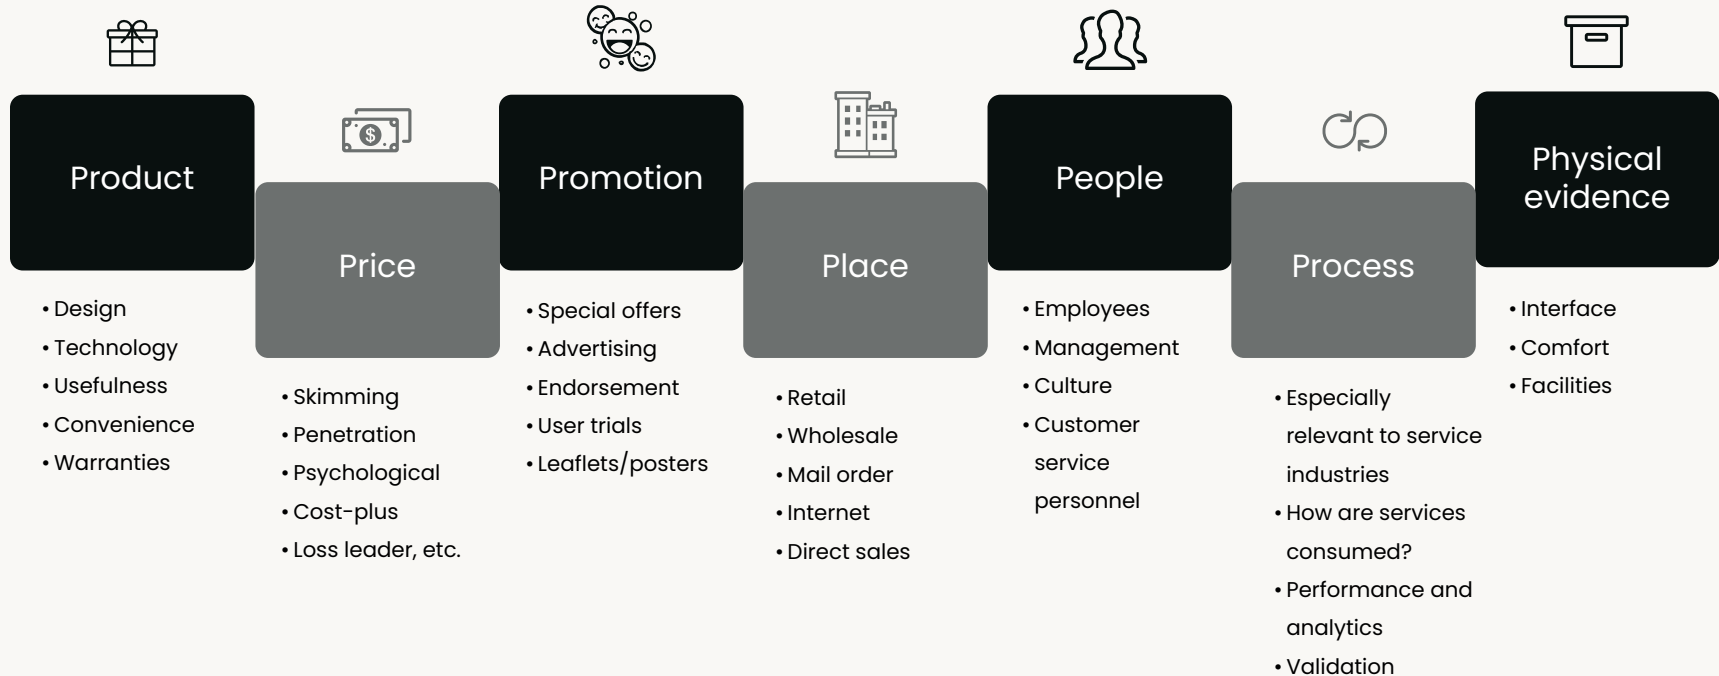 Product
• Design
• Technology
• Usefulness
• Convenience
• Warranties
$
Price
• Skimming
• Penetration
• Psychological
• Cost-plus
• Loss leader, etc.
Promotion
• Special offers
• Advertising
• Endorsement
• User trials
• Leaflets/posters
Place
• Retail
• Wholesale
• Mail order
• Internet
• Direct sales
People
• Employees
• Management
• Culture
• Customer
service
personnel
Process
• Especially
relevant to service
industries
• How are services
consumed?
• Performance and
analytics
• Validation
Physical
evidence
• Interface
• Comfort
• Facilities